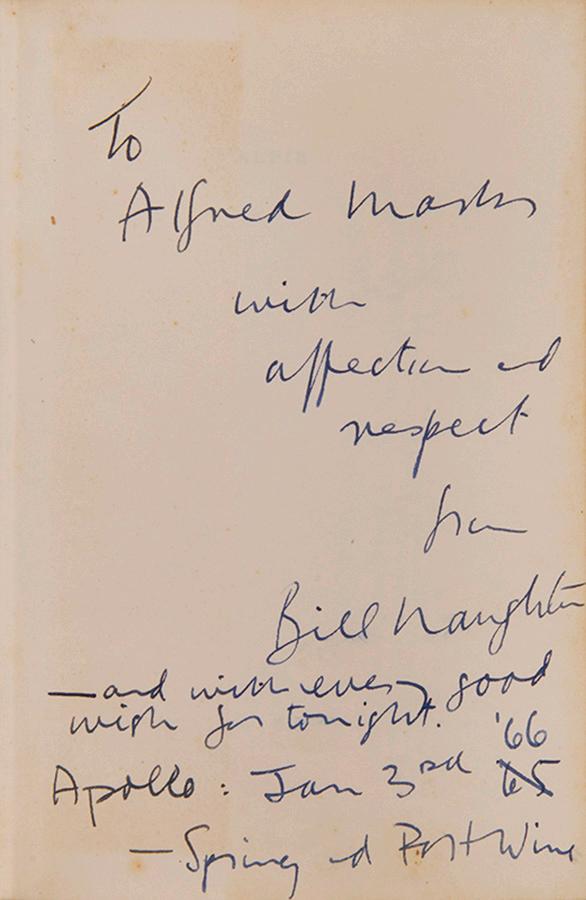 To
Alfred Marks
with
affection and
respect
from
Bill Naughton
—and with every good
wish for tonight.
Apollo: Jan 3rd '66 65
—Spring and Port Wine